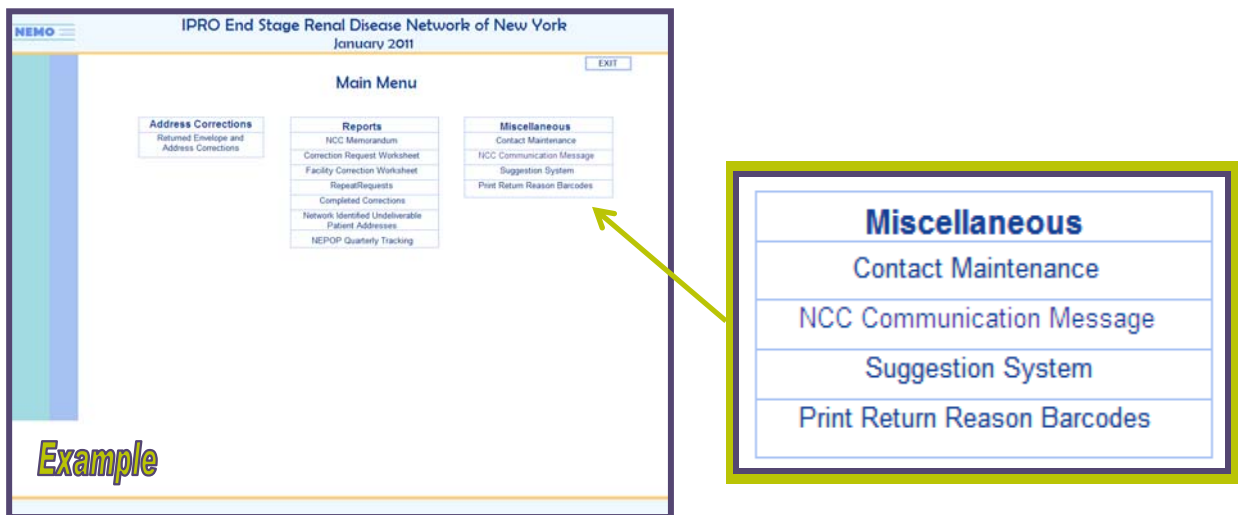 NEMO
IPRO End Stage Renal Disease Network of New York
January 2011
EXIT
Main Menu
Address Corrections
Returned Envelope and
Address Corrections
Reports
NCC Memorandum
Correction Request Worksheet
Facility Correction Worksheet
RepeatRequests
Completed Corrections
Network Identified Undeliverable
Patient Addresses
NEPOP Quarterly Tracking
Miscellaneous
Contact Maintenance
NCC Communication Message
Suggestion System
Print Return Reason Barcodes
Example
Miscellaneous
Contact Maintenance
NCC Communication Message
Suggestion System
Print Return Reason Barcodes